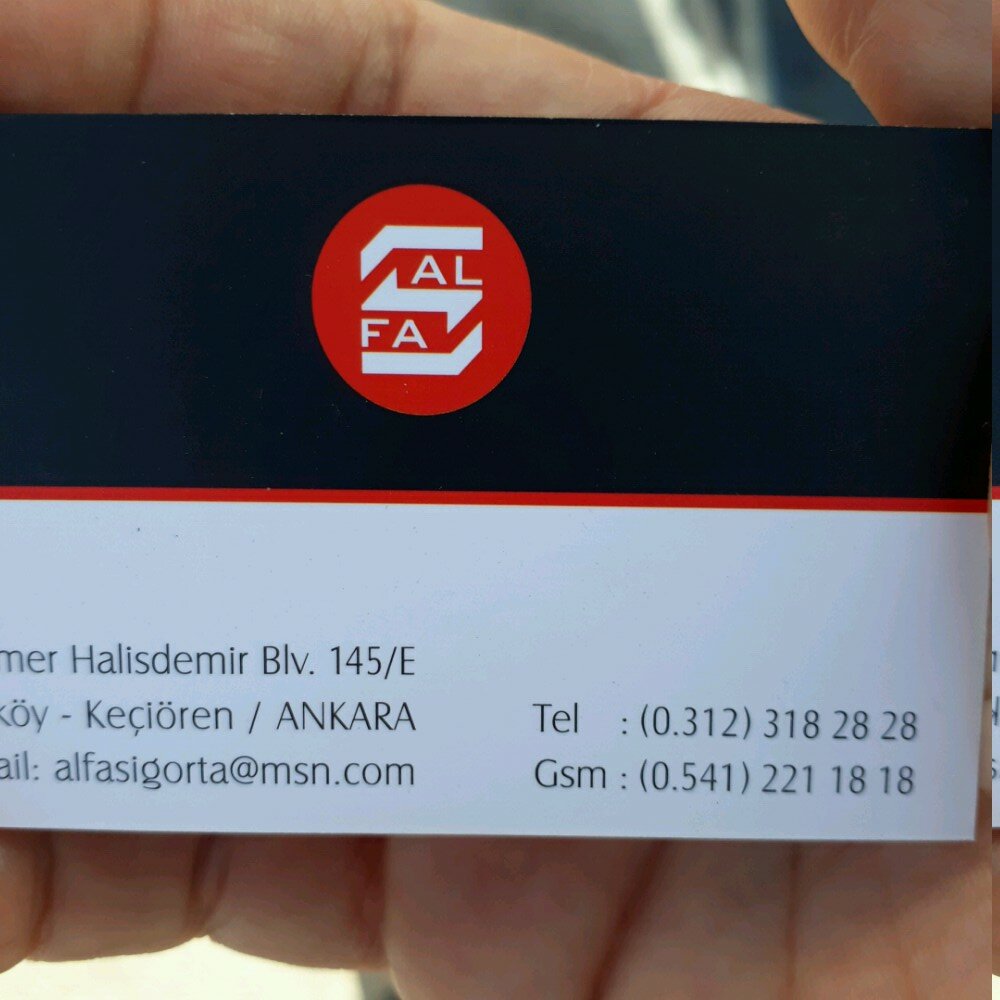 AL
FA
mer Halisdemir Blv. 145/E
köy - Keçiören / ANKARA
ail: alfasigorta@msn.com
Tel : (0.312) 318 28 28
Gsm : (0.541) 221 18 18